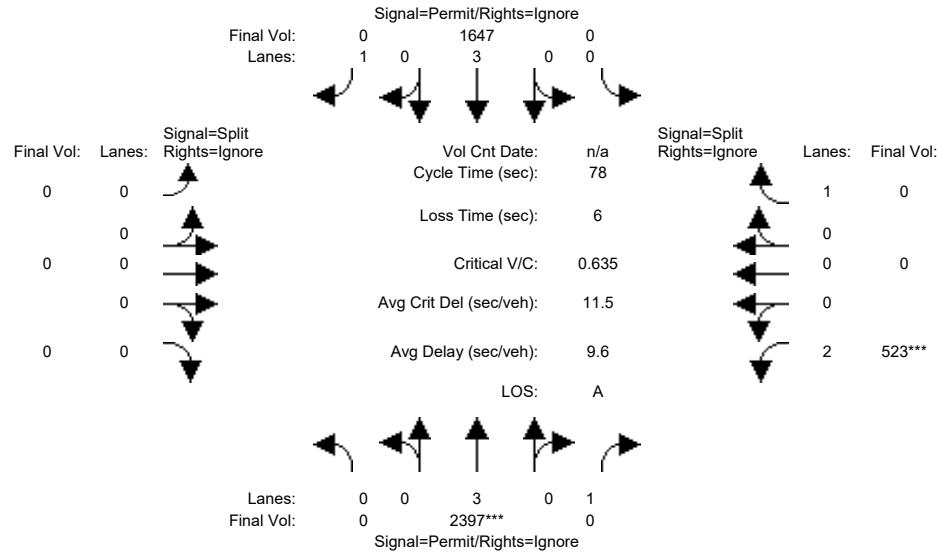 Signal=Permit/Rights=Ignore
Final Vol: 0 1647 0
Lanes: 1 0 3 0 0
Signal=Split Signal=Split
Final Vol: Lanes: Rights=Ignore Vol Cnt Date: n/a Rights=Ignore Lanes: Final Vol:
Cycle Time (sec): 78
0 0 1 0
Loss Time (sec): 6
0 0
0 0 Critical V/C: 0.635 0 0
0 Avg Crit Del (sec/veh): 11.5 0
0 0 Avg Delay (sec/veh): 9.6 2 523***
LOS: A
Lanes: 0 0 3 0 1
Final Vol: 0 2397*** 0
Signal=Permit/Rights=Ignore